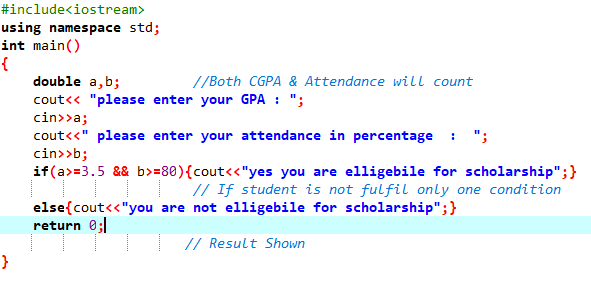 #include<iostream>
using namespace std;
int main()
{
double a,b; //Both CGPA & Attendance will count
cout<< "please enter your GPA : ";
cin>>a;
cout<<" please enter your attendance in percentage  :  ";
cin>>b;
if(a>=3.5 && b>=80){cout<<"yes you are elligebile for scholarship";}
// If student is not fulfil only one condition
else{cout<<"you are not elligebile for scholarship";}
return 0;
// Result Shown
}